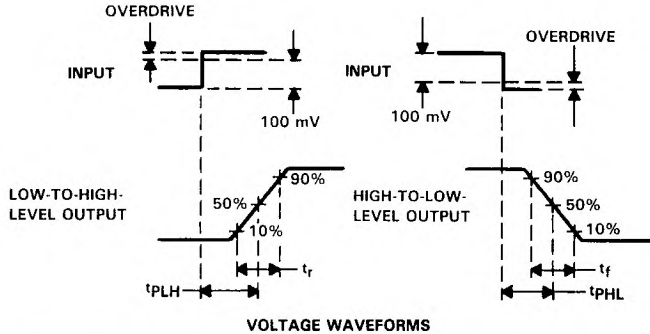 OVERDRIVE
INPUT
100 mV
LOW-TO-HIGH-
LEVEL OUTPUT
90%
50%
10%
tr
tPLH
OVERDRIVE
INPUT
100 mV
HIGH-TO-LOW-
LEVEL OUTPUT
90%
50%
10%
tf
tPHL
VOLTAGE WAVEFORMS